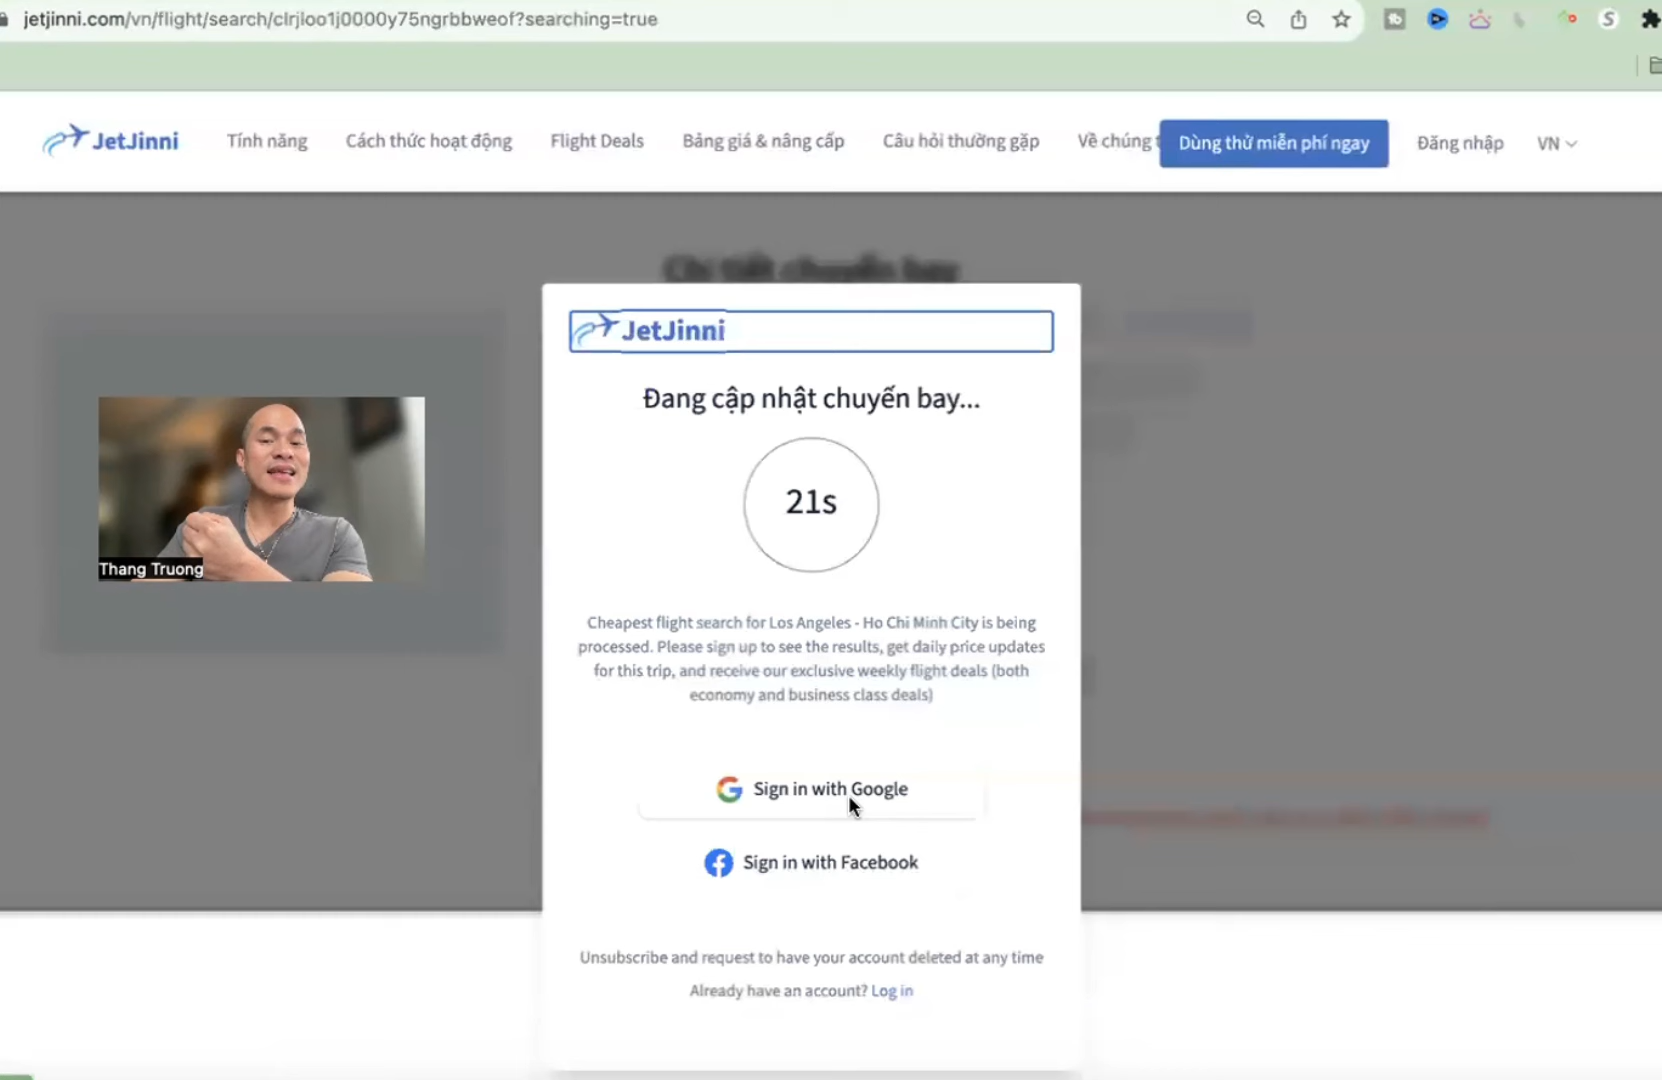 jetjinni.com/vn/flight/search/clrjloo1j0000y75ngrbbweof?searching=true
JetJinni
Tính năng
Cách thức hoạt động
Flight Deals
Bảng giá & nâng cấp
Câu hỏi thường gặp
Về chúng
Dùng thử miễn phí ngay
Đăng nhập
VN
Chi tiết chuyến bay
JetJinni
Đang cập nhật chuyến bay...
21s
Thang Truong
Cheapest flight search for Los Angeles - Ho Chi Minh City is being
processed. Please sign up to see the results, get daily price updates
for this trip, and receive our exclusive weekly flight deals (both
economy and business class deals)
Sign in with Google
Sign in with Facebook
Unsubscribe and request to have your account deleted at any time
Already have an account? Log in